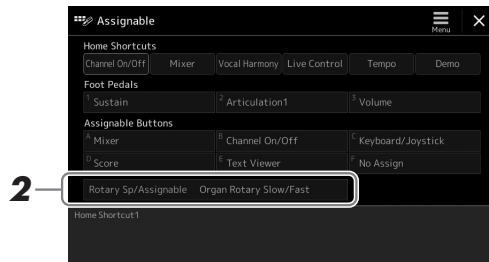 Assignable
Menu
Home Shortcuts
Channel On/Off Mixer Vocal Harmony Live Control Tempo Demo
Foot Pedals
1 Sustain 2 Articulation1 3 Volume
Assignable Buttons
A Mixer B Channel On/Off C Keyboard/Joystick
D Score E Text Viewer F No Assign
2 Rotary Sp/Assignable Organ Rotary Slow/Fast
Home Shortcut1